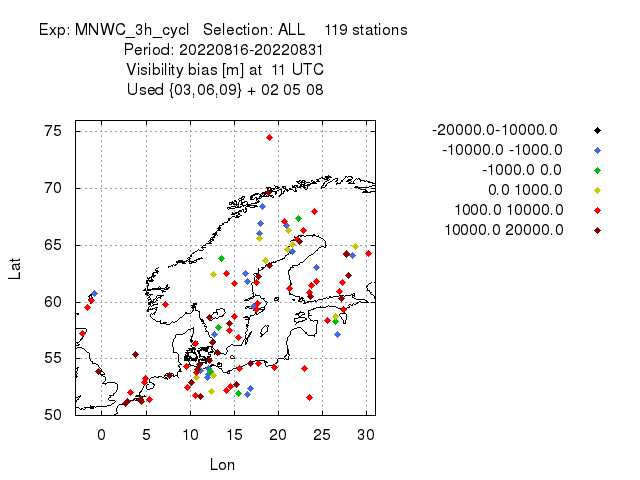 Exp: MNWC_3h_cycl Selection: ALL 119 stations
Period: 20220816-20220831
Visibility bias [m] at 11 UTC
Used {03,06,09} + 02 05 08
-20000.0-10000.0
-10000.0 -1000.0
-1000.0 0.0
0.0 1000.0
1000.0 10000.0
10000.0 20000.0
75
70
65
60
55
50
Lat
0 5 10 15 20 25 30
Lon